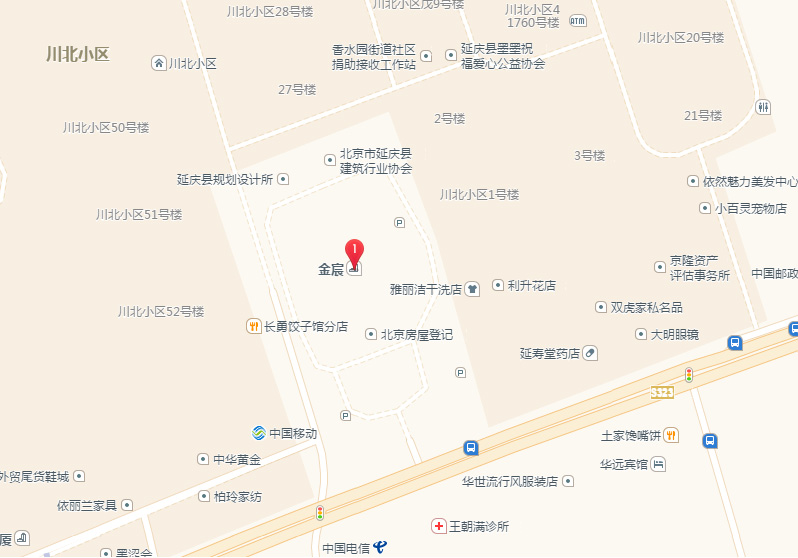 川北小区28号楼
川北小区戊9号楼
川北小区4
1760号楼
ATM
川北小区20号楼
川北小区
川北小区
香水园街道社区
捐助接收工作站
延庆县墨墨祝
福爱心公益协会
27号楼
21号楼
2号楼
川北小区50号楼
3号楼
北京市延庆县
建筑行业协会
延庆县规划设计所
依然魅力美发中心
川北小区1号楼
小百灵宠物店
川北小区51号楼
P
1
金宸
京隆资产
评估事务所
中国邮政
雅丽洁干洗店
利升花店
双虎家私名品
川北小区52号楼
长勇饺子馆分店
北京房屋登记
大明眼镜
延寿堂药店
P
S323
P
中国移动
土家馋嘴饼
中华黄金
华远宾馆
外贸尾货鞋城
华世流行风服装店
柏玲家纺
依丽兰家具
王朝满诊所
厦
中国电信
黑涩会